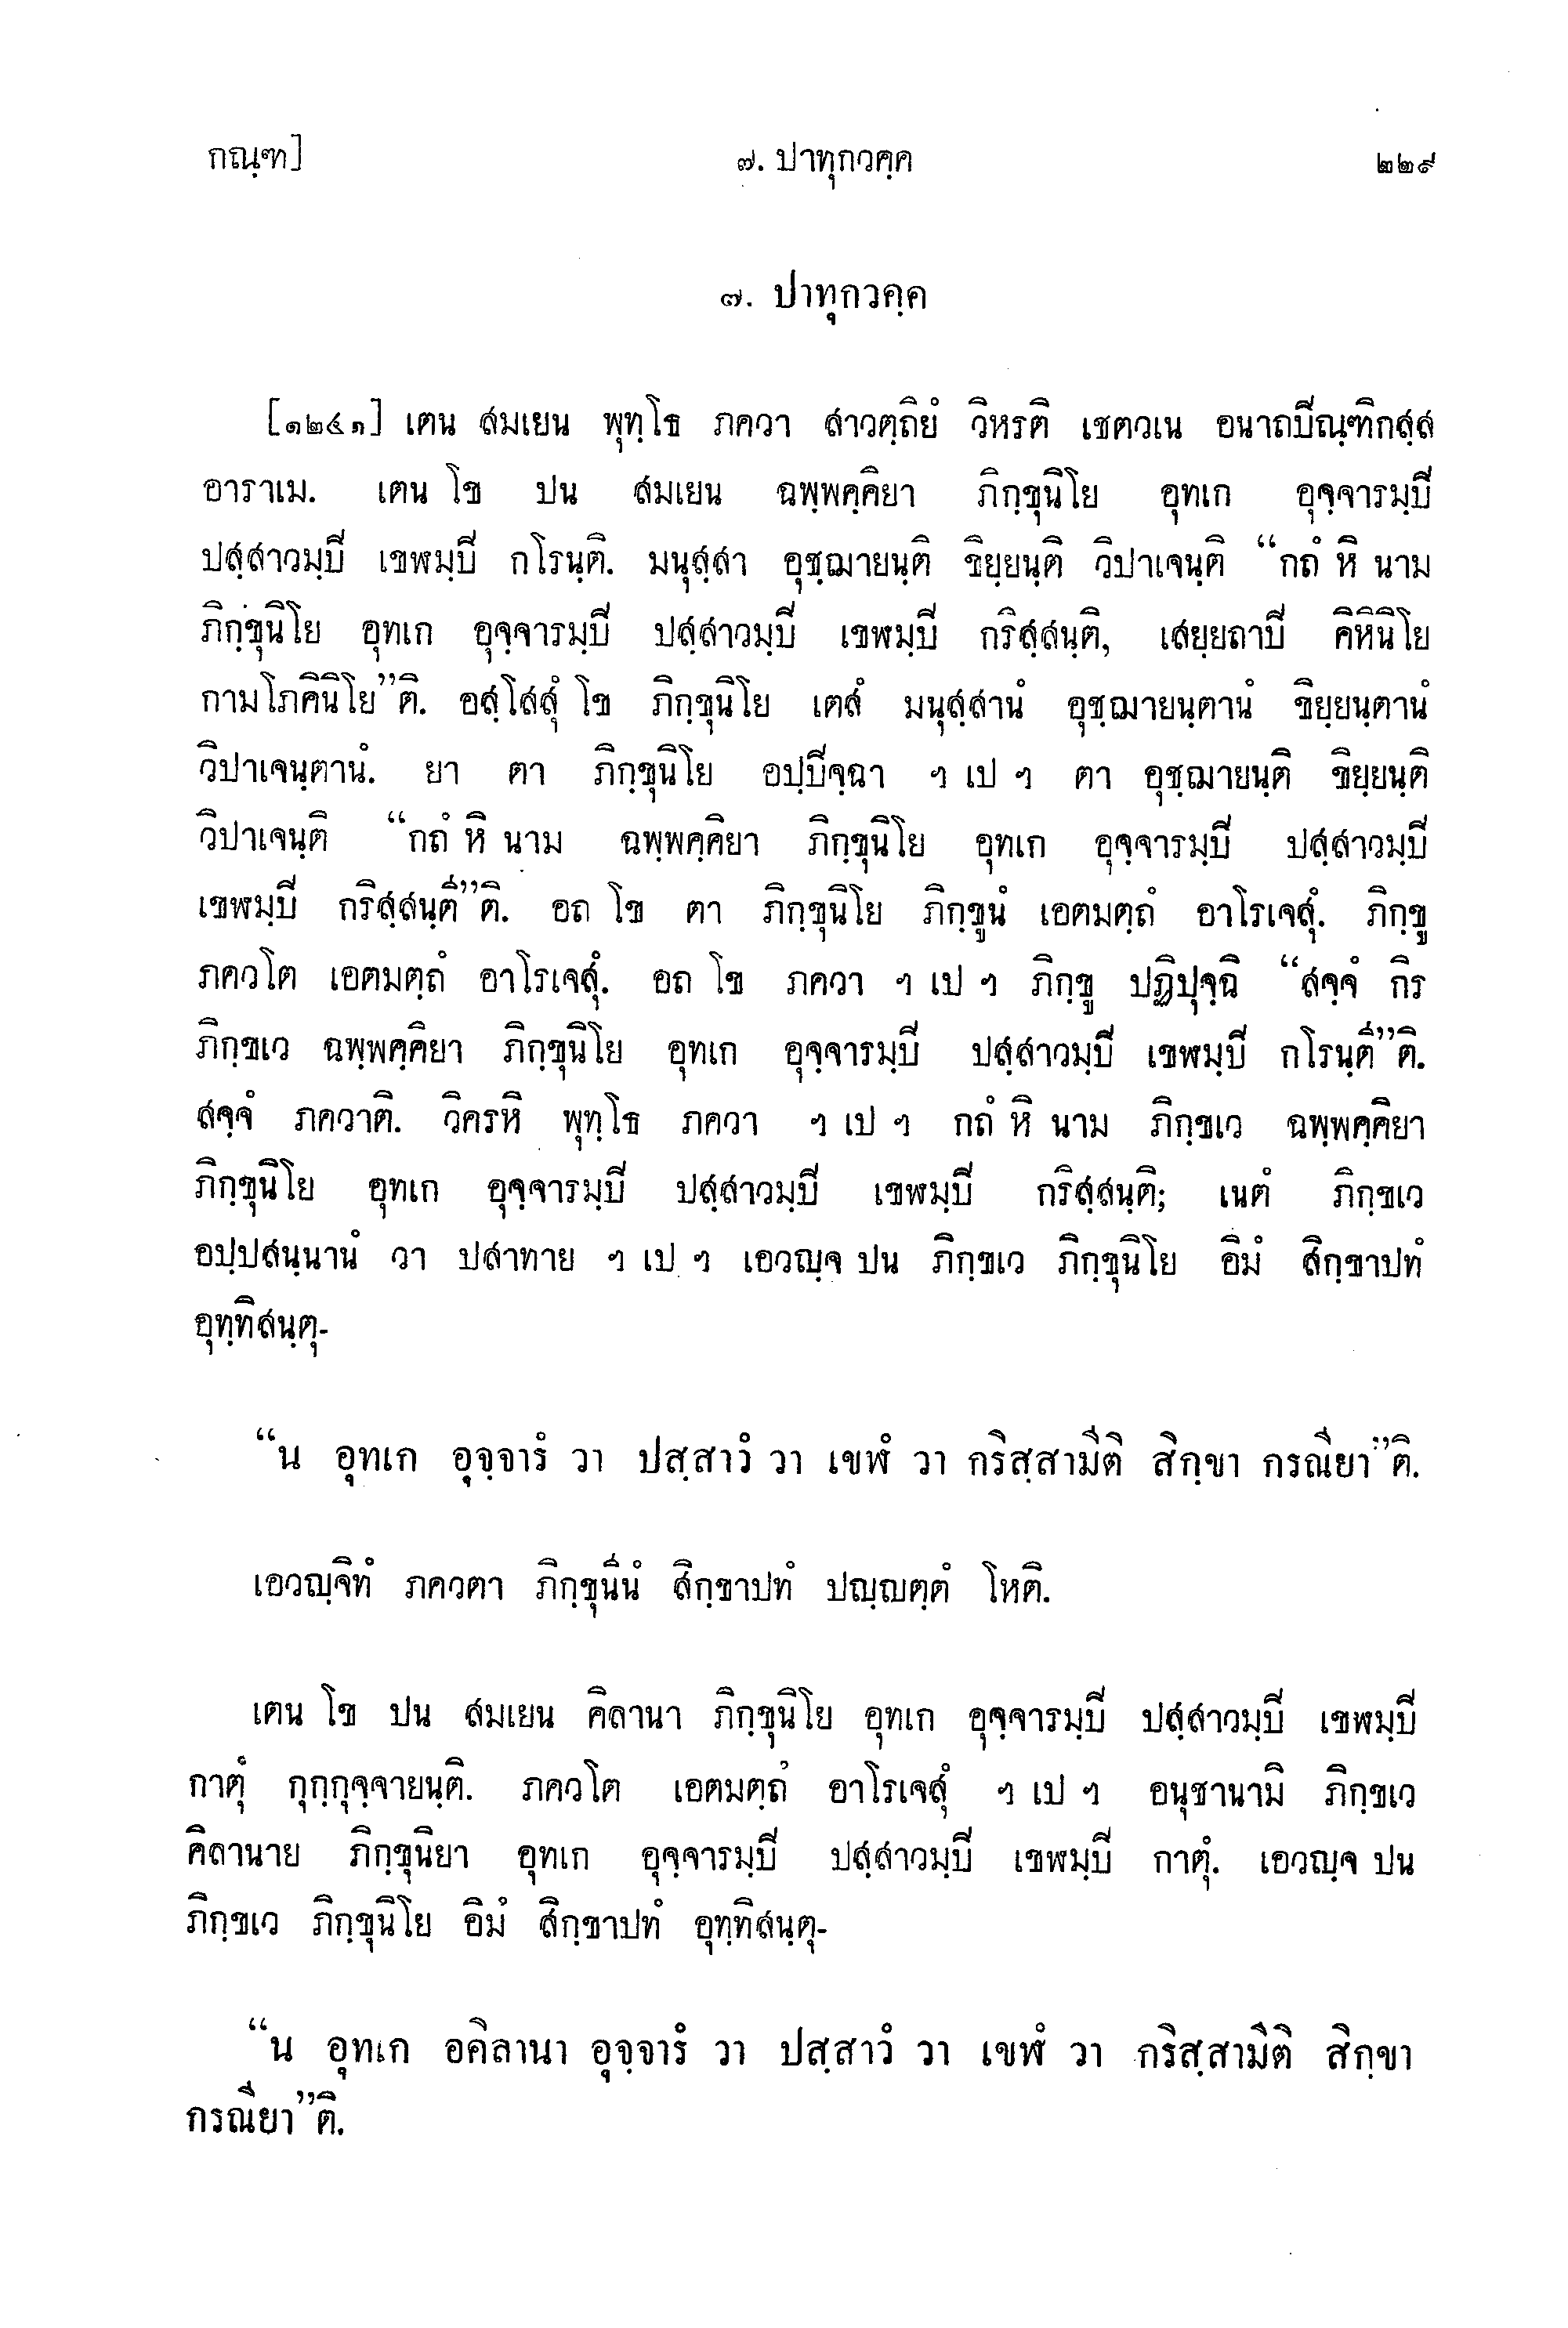 กณฺฑ] ๗. ปาทุกวคฺค ๒๒๙
๗. ปาทุกวคฺค
[๑๒๔๑] เตน สมเยน พุทฺโธ ภควา สาวตฺถิยํ วิหรติ เชตวเน อนาถปิณฺฑิกสฺส
อาราเม. เตน โข ปน สมเยน ฉพฺพคฺคิยา ภิกฺขุนิโย อุทเก อุจฺจารมฺปิ
ปสฺสาวมฺปิ เขฬมฺปิ กโรนฺติ. มนุสฺสา อุชฺฌายนฺติ ขิยฺยนฺติ วิปาเจนฺติ “กถํ หิ นาม
ภิกฺขุนิโย อุทเก อุจฺจารมฺปิ ปสฺสาวมฺปิ เขฬมฺปิ กริสฺสนฺติ, เสยฺยถาปิ คิหินิโย
กามโภคินิโย”ติ. อสฺโสสุํ โข ภิกฺขุนิโย เตสํ มนุสฺสานํ อุชฺฌายนฺตานํ ขิยฺยนฺตานํ
วิปาเจนฺตานํ. ยา ตา ภิกฺขุนิโย อปฺปิจฺฉา ฯ เป ฯ ตา อุชฺฌายนฺติ ขิยฺยนฺติ
วิปาเจนฺติ “กถํ หิ นาม ฉพฺพคฺคิยา ภิกฺขุนิโย อุทเก อุจฺจารมฺปิ ปสฺสาวมฺปิ
เขฬมฺปิ กริสฺสนฺตี”ติ. อถ โข ตา ภิกฺขุนิโย ภิกฺขูนํ เอตมตฺถํ อาโรเจสุํ. ภิกฺขู
ภควโต เอตมตฺถํ อาโรเจสุํ. อถ โข ภควา ฯ เป ฯ ภิกฺขู ปฏิปุจฺฉิ “สจฺจํ กิร
ภิกฺขเว ฉพฺพคฺคิยา ภิกฺขุนิโย อุทเก อุจฺจารมฺปิ ปสฺสาวมฺปิ เขฬมฺปิ กโรนฺตี”ติ.
สจฺจํ ภควาติ. วิครหิ พุทฺโธ ภควา ฯ เป ฯ กถํ หิ นาม ภิกฺขเว ฉพฺพคฺคิยา
ภิกฺขุนิโย อุทเก อุจฺจารมฺปิ ปสฺสาวมฺปิ เขฬมฺปิ กริสฺสนฺติ; เนตํ ภิกฺขเว
อปฺปสนฺนานํ วา ปสาทาย ฯ เป ฯ เอวญฺจ ปน ภิกฺขเว ภิกฺขุนิโย อิมํ สิกฺขาปทํ
อุทฺทิสนฺตุ-
“น อุทเก อุจฺจารํ วา ปสฺสาวํ วา เขฬํ วา กริสฺสามีติ สิกฺขา กรณียา”ติ.
เอวญฺจิทํ ภควตา ภิกฺขุนีนํ สิกฺขาปทํ ปญฺญตฺตํ โหติ.
เตน โข ปน สมเยน คิลานา ภิกฺขุนิโย อุทเก อุจฺจารมฺปิ ปสฺสาวมฺปิ เขฬมฺปิ
กาตุํ กุกฺกุจฺจายนฺติ. ภควโต เอตมตฺถํ อาโรเจสุํ ฯ เป ฯ อนุชานามิ ภิกฺขเว
คิลานาย ภิกฺขุนิยา อุทเก อุจฺจารมฺปิ ปสฺสาวมฺปิ เขฬมฺปิ กาตุํ. เอวญฺจ ปน
ภิกฺขเว ภิกฺขุนิโย อิมํ สิกฺขาปทํ อุทฺทิสนฺตุ-
“น อุทเก อคิลานา อุจฺจารํ วา ปสฺสาวํ วา เขฬํ วา กริสฺสามีติ สิกฺขา
กรณียา”ติ.